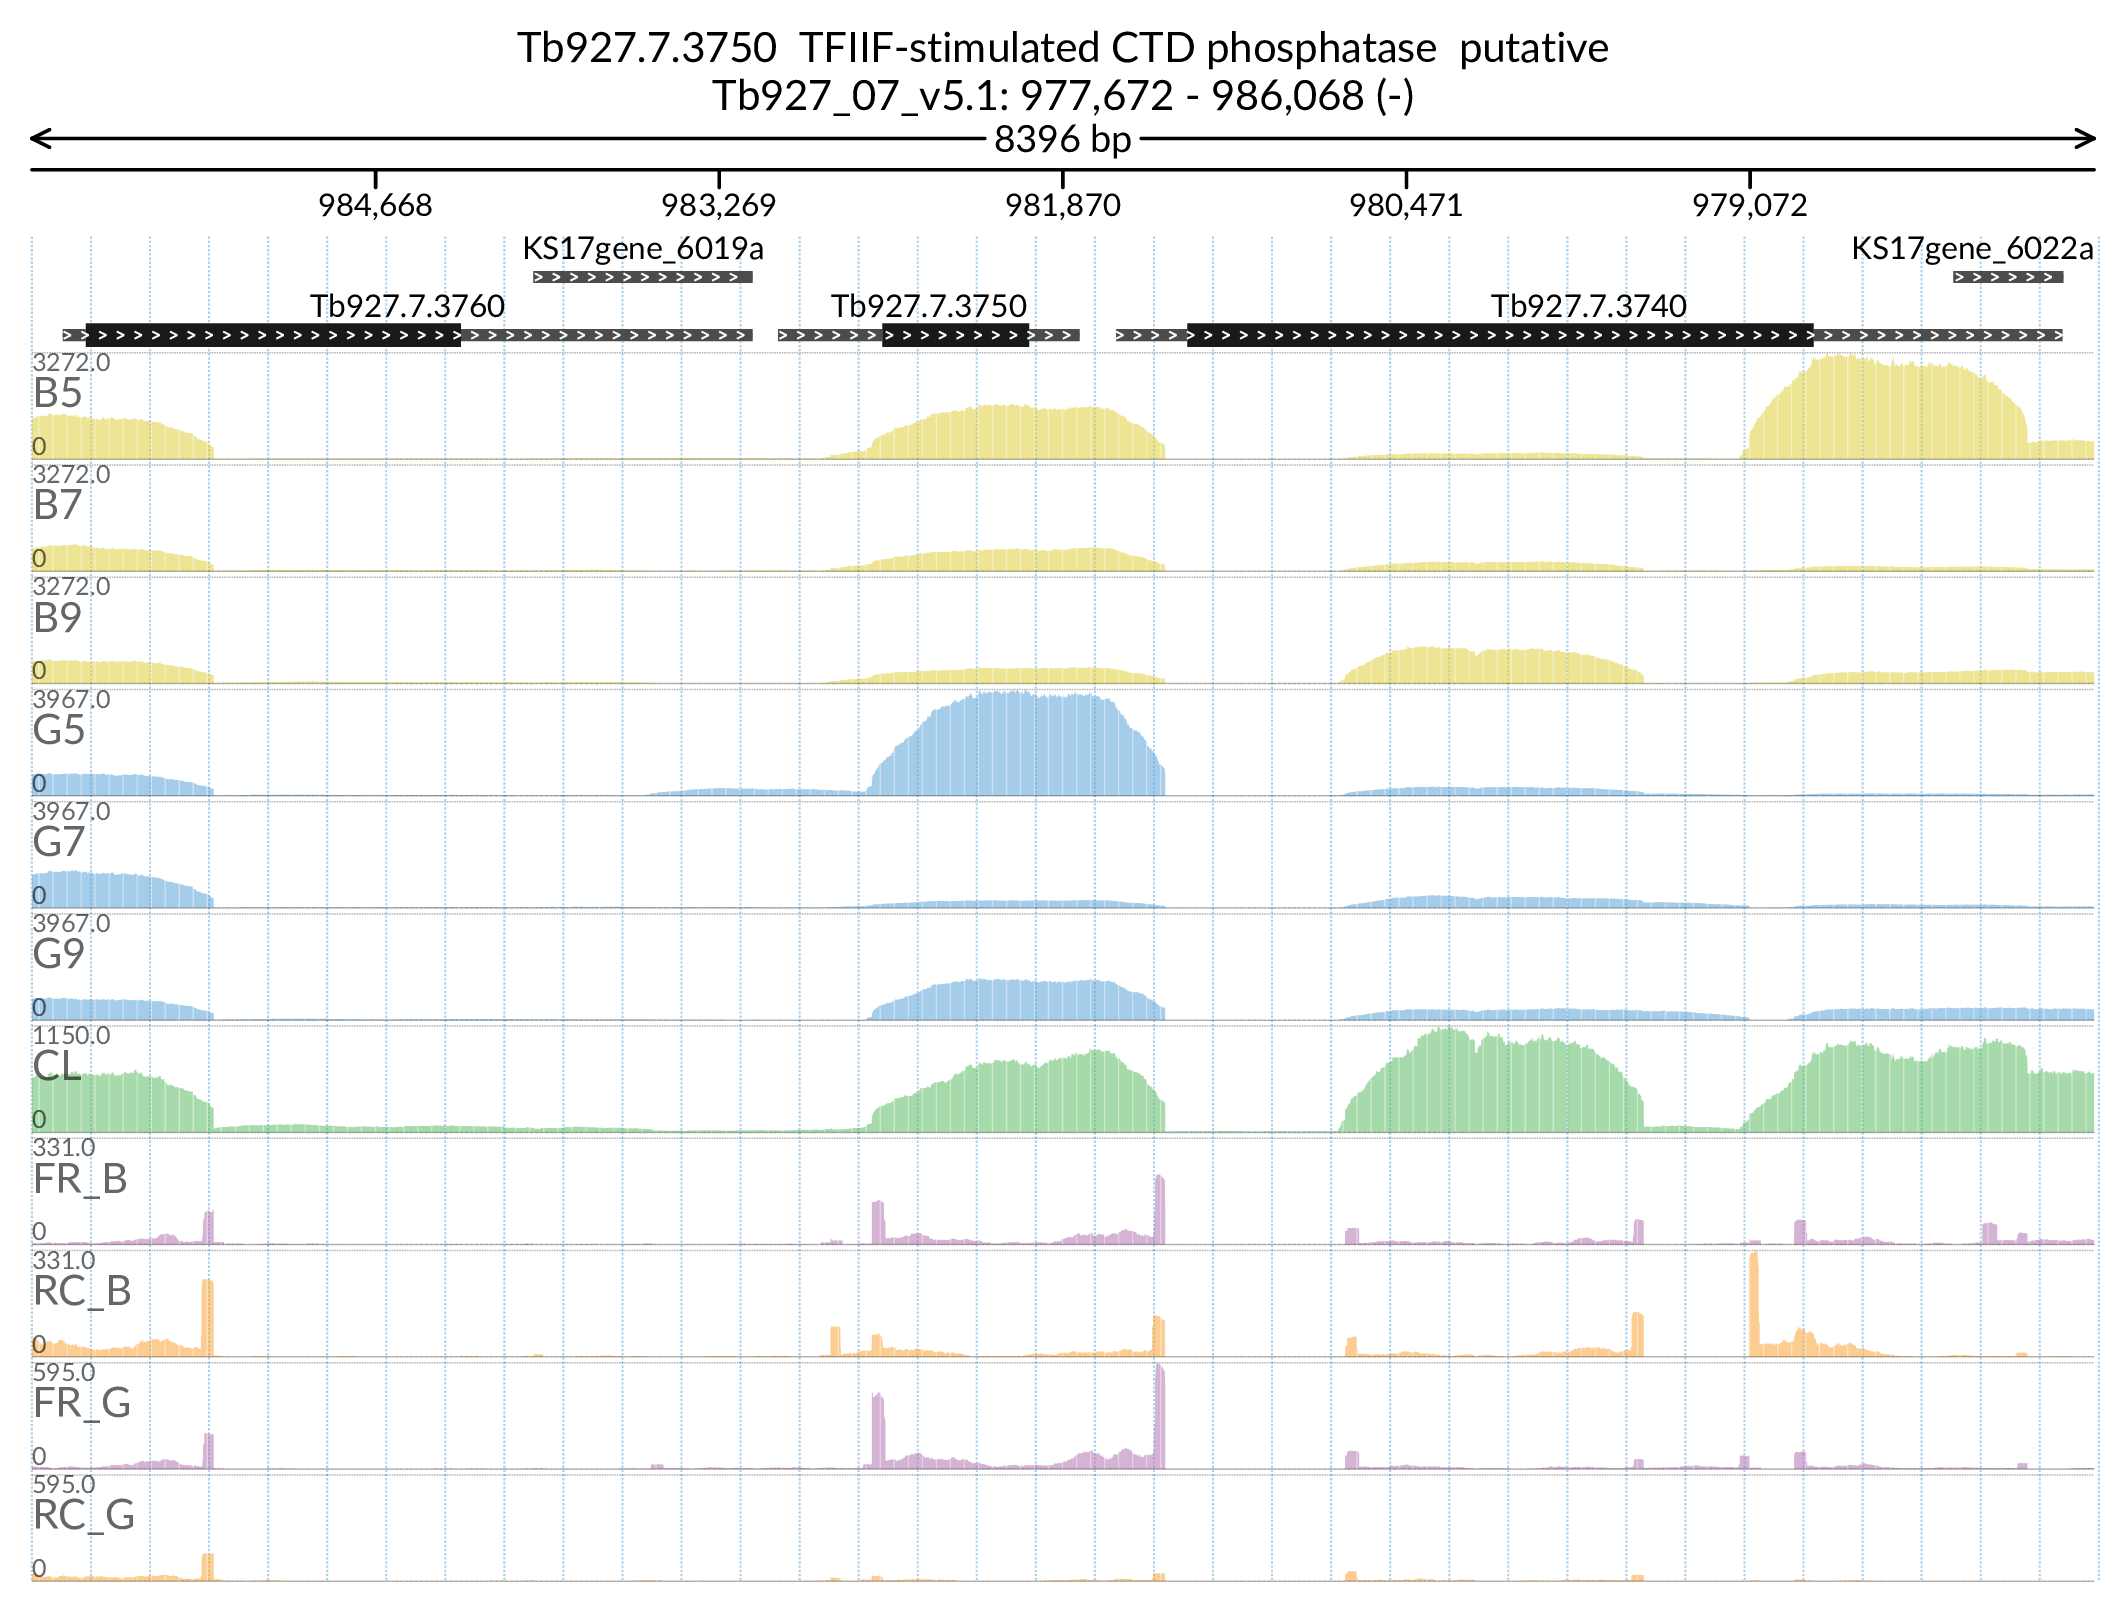 Tb927.7.3750  TFIIF-stimulated CTD phosphatase  putative
Tb927_07_v5.1: 977,672 - 986,068 (-)
8396 bp
984,668 983,269 981,870 980,471 979,072
KS17gene_6019a KS17gene_6022a
Tb927.7.3760 Tb927.7.3750 Tb927.7.3740
3272.0
B5
0
3272.0
B7
0
3272.0
B9
0
3967.0
G5
0
3967.0
G7
0
3967.0
G9
0
1150.0
CL
0
331.0
FR_B
0
331.0
RC_B
0
595.0
FR_G
0
595.0
RC_G
0